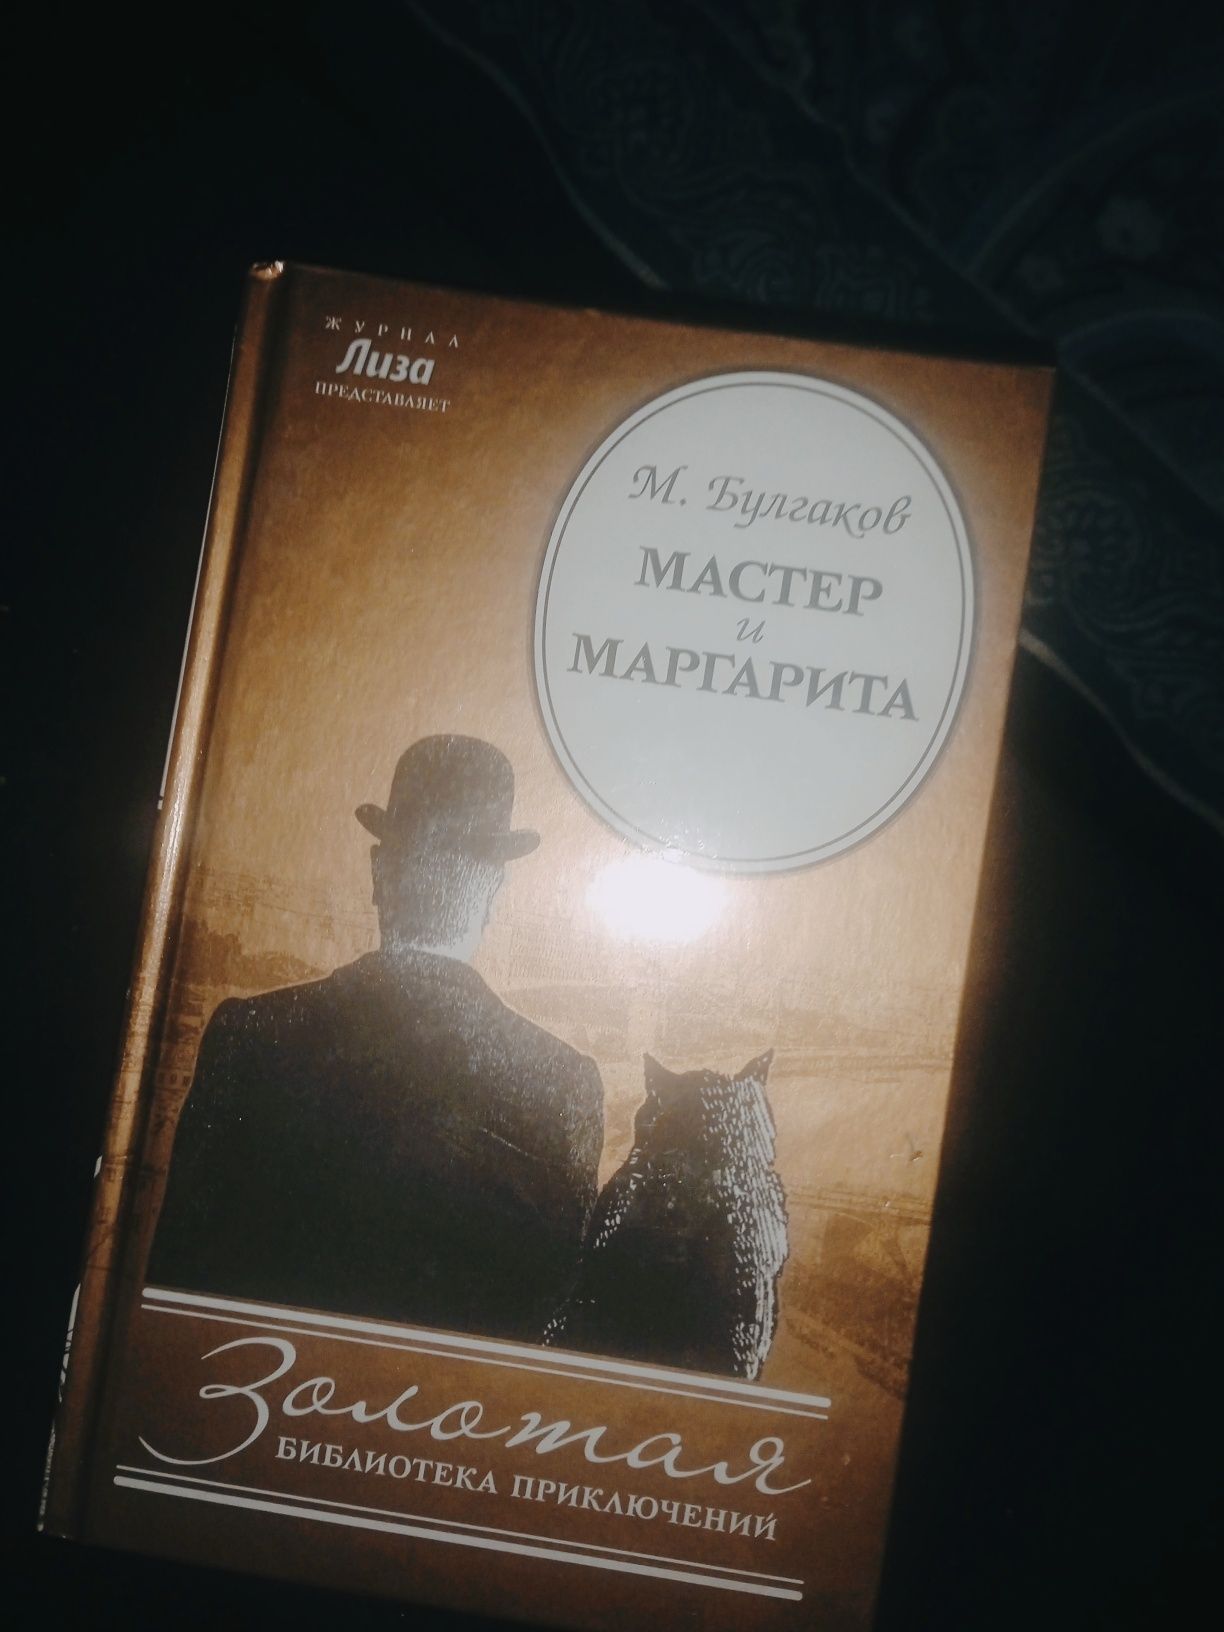 ЖУРНАЛ
Лиза
ПРЕДСТАВЛЯЕТ
М. Булгаков
МАСТЕР
и
МАРГАРИТА
Золотая
БИБЛИОТЕКА ПРИКЛЮЧЕНИЙ